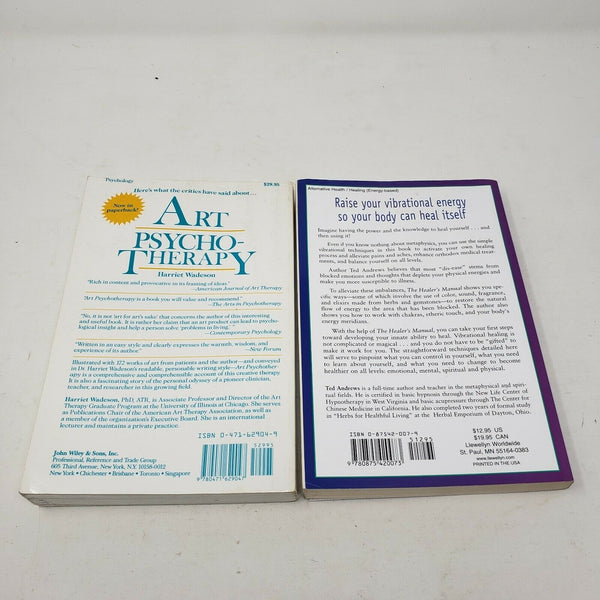 Psychology
$29.95
Here's what the critics have said about...
Now in
paperback!
ART
PSYCHO-
THERAPY
Harriet Wadeson
"Rich in content and provocative in its framing of ideas."
—American Journal of Art Therapy
"Art Psychotherapy is a book you will value and recommend."
—The Arts in Psychotherapy
"No, it is not 'art for art's sake' that concerns the author of this interesting
and useful book. It is rather her claim that an art product can lead to psycho-
logical insight and help a person solve 'problems in living.'"
—Contemporary Psychology
"Written in an easy style and clearly expresses the warmth, wisdom, and
experience of its author."
—New Forum
Illustrated with 172 works of art from patients and the author—and conveyed
in Dr. Harriet Wadeson's readable, personable writing style—Art Psychother-
apy is a comprehensive and comprehensible account of this creative therapy.
It is also a fascinating story of the personal odyssey of a pioneer clinician,
teacher, and researcher in this growing field.
Harriet Wadeson, PhD, ATR, is Associate Professor and Director of the Art
Therapy Graduate Program at the University of Illinois at Chicago. She serves
as Publications Chair of the American Art Therapy Association, as well as
a member of the organization's Executive Board. She is an international
lecturer and maintains a private practice.
ISBN 0-471-62904-9
52995
9 780471 629047
John Wiley & Sons, Inc.
Professional, Reference and Trade Group
605 Third Avenue, New York, N.Y. 10158-0012
New York • Chichester • Brisbane • Toronto • Singapore
Alternative Health / Healing (Energy-based)
Raise your vibrational energy
so your body can heal itself
Imagine having the power and the knowledge to heal yourself . . . and
then using it!
Even if you know nothing about metaphysics, you can use the simple
vibrational techniques in this book to activate your own healing
process and alleviate pains and aches, enhance orthodox medical treat-
ments, and balance yourself on all levels.
Author Ted Andrews believes that most "dis-ease" stems from
blocked emotions and thoughts that deplete your physical energies and
make you more susceptible to illness.
To alleviate these imbalances, The Healer's Manual shows you spe-
cific ways—some of which involve the use of color, sound, fragrance,
and elixirs made from herbs and gemstones—to restore the natural
flow of energy to the area that has been blocked. The author also
shows you how to work with chakras, etheric touch, and your body's
energy meridians.
With the help of The Healer's Manual, you can take your first steps
toward developing your innate ability to heal. Vibrational healing is
not complicated or magical . . . and you do not have to be "gifted" to
make it work for you. The straightforward techniques detailed here
will serve to pinpoint what you can control in yourself, what you need
to learn about yourself, and what you need to change to become
healthier on all levels: emotional, mental, spiritual and physical.
Ted Andrews is a full-time author and teacher in the metaphysical and spiri-
tual fields. He is certified in basic hypnosis through the New Life Center of
Hypnotherapy in West Virginia and basic acupressure through The Center for
Chinese Medicine in California. He also completed two years of formal study
in "Herbs for Healthful Living" at the Herbal Emporium of Dayton, Ohio.
ISBN 0-87542-007-9
51295
9 780875 420073
$12.95 US
$19.95 CAN
Llewellyn Worldwide
St. Paul, MN 55164-0383
www.llewellyn.com
PRINTED IN THE USA